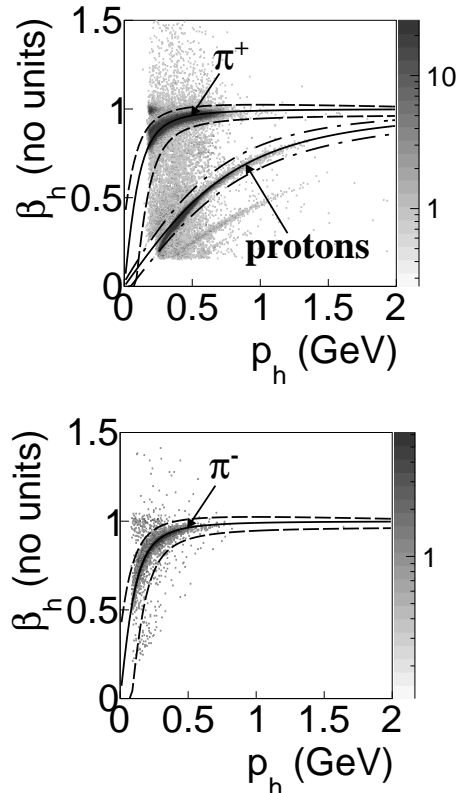 1.5
1
0.5
0
0 0.5 1 1.5 2
β_h (no units)
p_h (GeV)
π⁺
protons
10
1
1.5
1
0.5
0
0 0.5 1 1.5 2
β_h (no units)
p_h (GeV)
π⁻
1